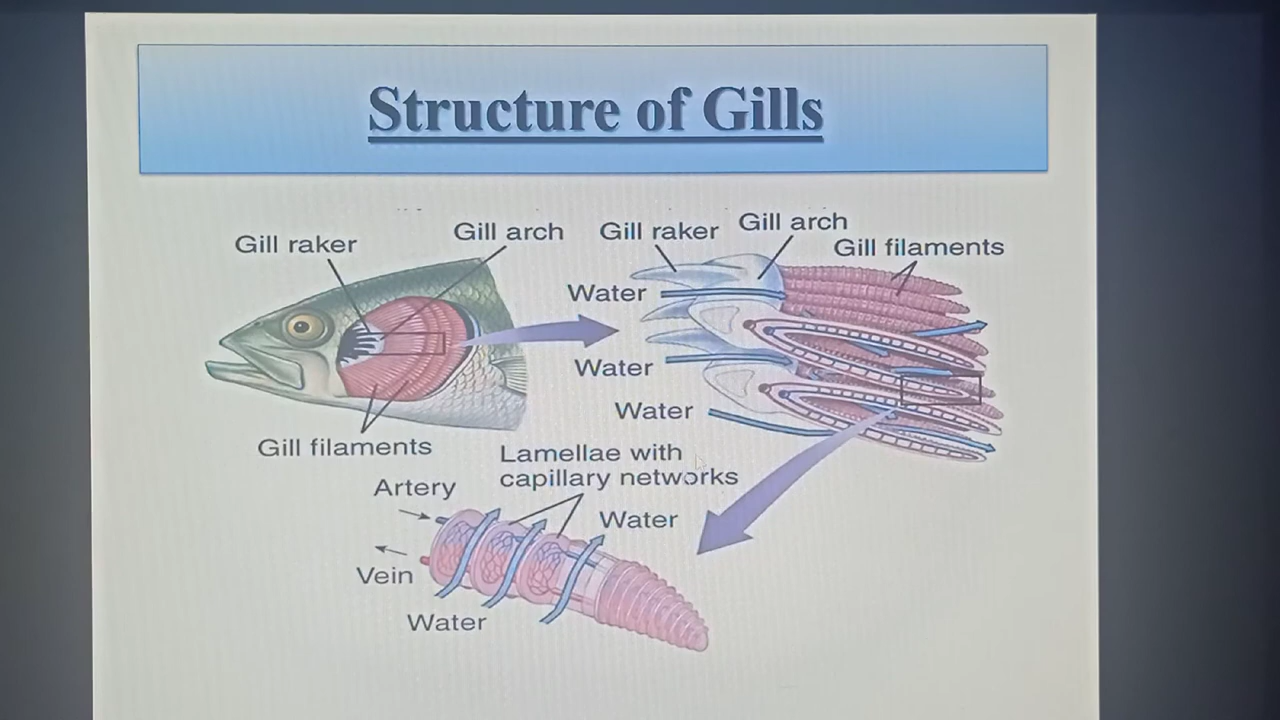 Structure of Gills
Gill raker
Gill arch
Gill raker
Gill arch
Gill filaments
Water
Water
Water
Gill filaments
Lamellae with
capillary networks
Artery
Water
Vein
Water